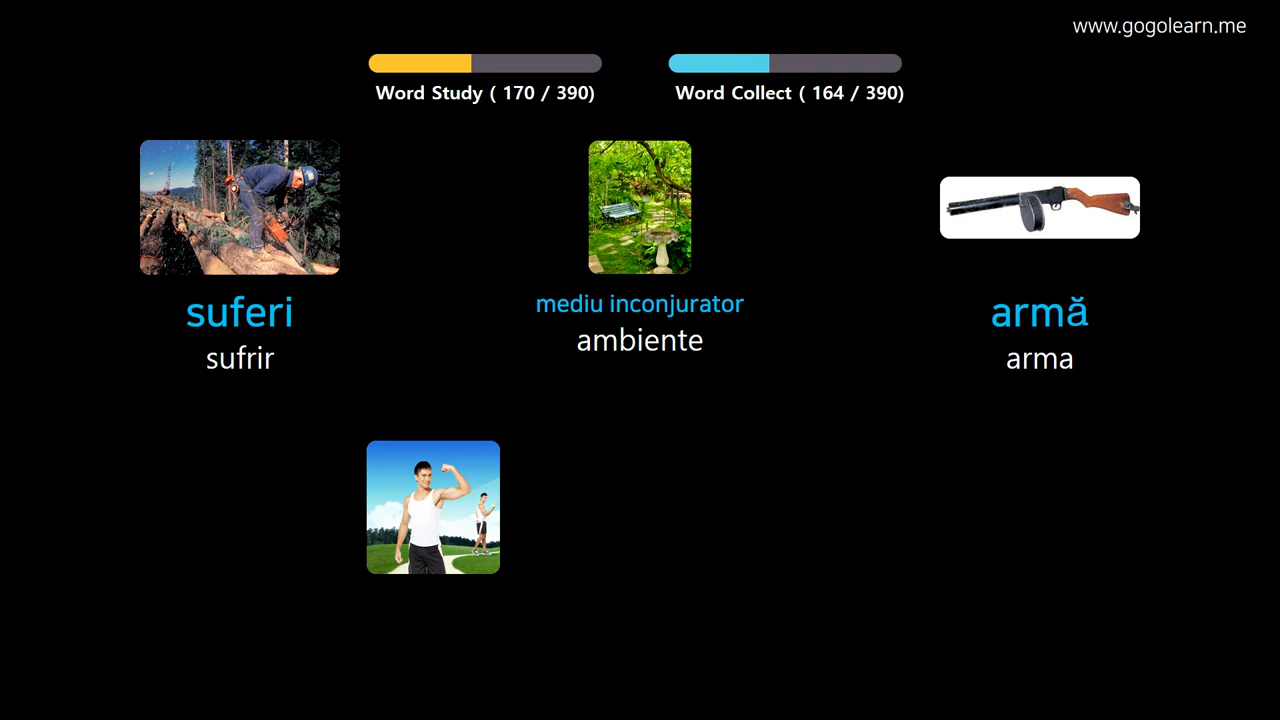 www.gogolearn.me
Word Study ( 170 / 390)
Word Collect ( 164 / 390)
suferi
sufrir
mediu inconjurator
ambiente
armă
arma